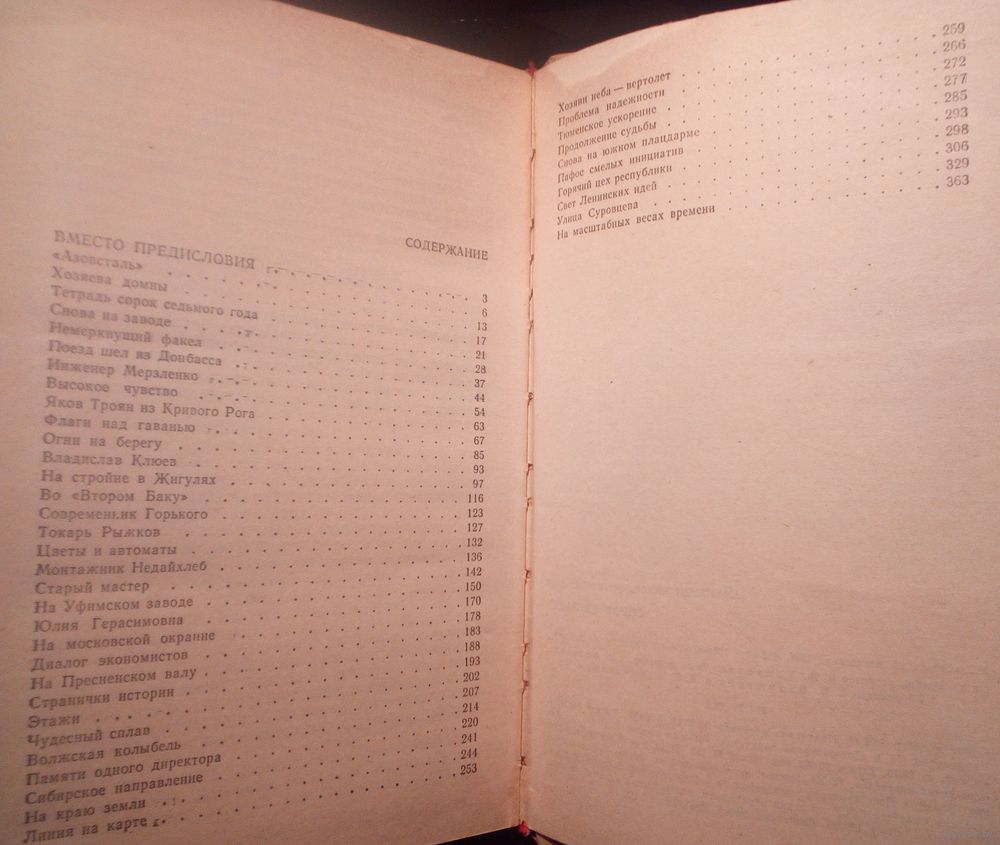 СОДЕРЖАНИЕ
ВМЕСТО ПРЕДИСЛОВИЯ . . . . . 3
«Азовсталь» . . . . . 6
Хозяева домны . . . . . 13
Тетрадь сорок седьмого года . . . . . 17
Снова на заводе . . . . . 21
Немеркнущий факел . . . . . 28
Поезд шел из Донбасса . . . . . 37
Инженер Мерзленко . . . . . 44
Высокое чувство . . . . . 54
Яков Троян из Кривого Рога . . . . . 63
Флаги над гаванью . . . . . 67
Огни на берегу . . . . . 85
Владислав Клюев . . . . . 93
На стройке в Жигулях . . . . . 97
Во «Втором Баку» . . . . . 116
Современник Горького . . . . . 123
Токарь Рыжков . . . . . 127
Цветы и автоматы . . . . . 132
Монтажник Недайхлеб . . . . . 136
Старый мастер . . . . . 142
На Уфимском заводе . . . . . 150
Юлия Герасимовна . . . . . 170
На московской окраине . . . . . 178
Диалог экономистов . . . . . 183
На Пресненском валу . . . . . 188
Странички истории . . . . . 193
Этажи . . . . . 202
Чудесный сплав . . . . . 207
Волжская колыбель . . . . . 214
Памяти одного директора . . . . . 220
Сибирское направление . . . . . 241
На краю земли . . . . . 244
Линия на карте . . . . . 253
Хозяин неба — вертолет . . . . . 259
Проблема надежности . . . . . 266
Тюменское ускорение . . . . . 272
Продолжение судьбы . . . . . 277
Снова на южном плацдарме . . . . . 285
Пафос смелых инициатив . . . . . 293
Горячий цех республики . . . . . 298
Свет Ленинских идей . . . . . 306
Улица Суровцева . . . . . 329
На масштабных весах времени . . . . . 363